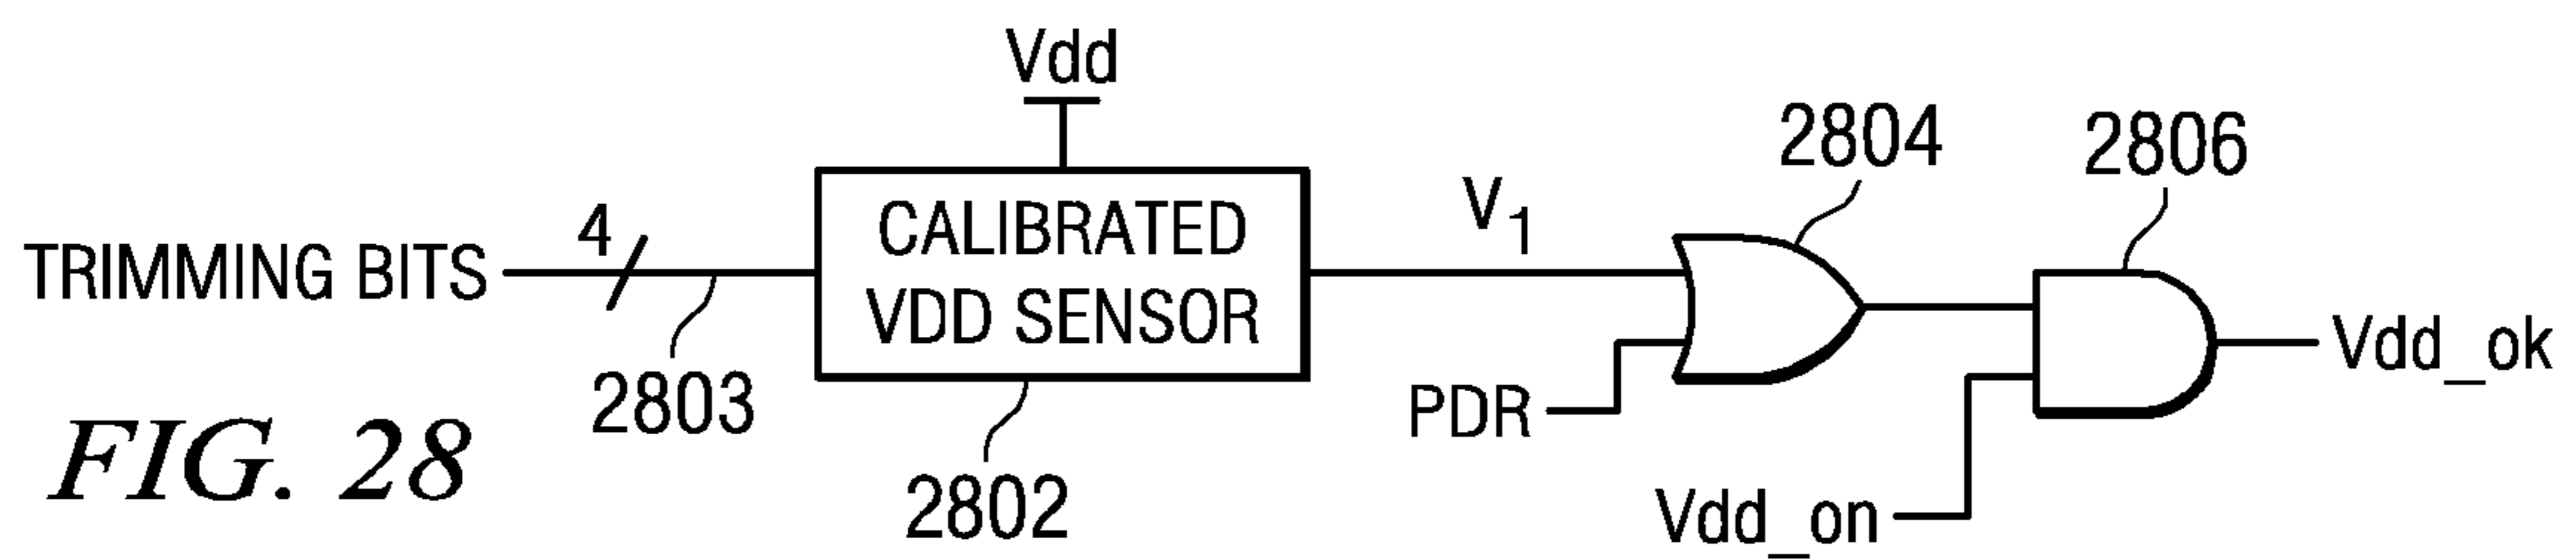 Vdd
2804
2806
4
TRIMMING BITS
CALIBRATED
VDD SENSOR
V1
2803
PDR
Vdd_ok
2802
Vdd_on
FIG. 28